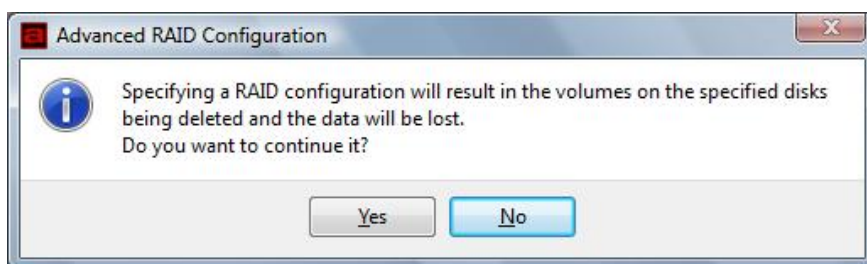 Advanced RAID Configuration
Specifying a RAID configuration will result in the volumes on the specified disks
being deleted and the data will be lost.
Do you want to continue it?
Yes
No